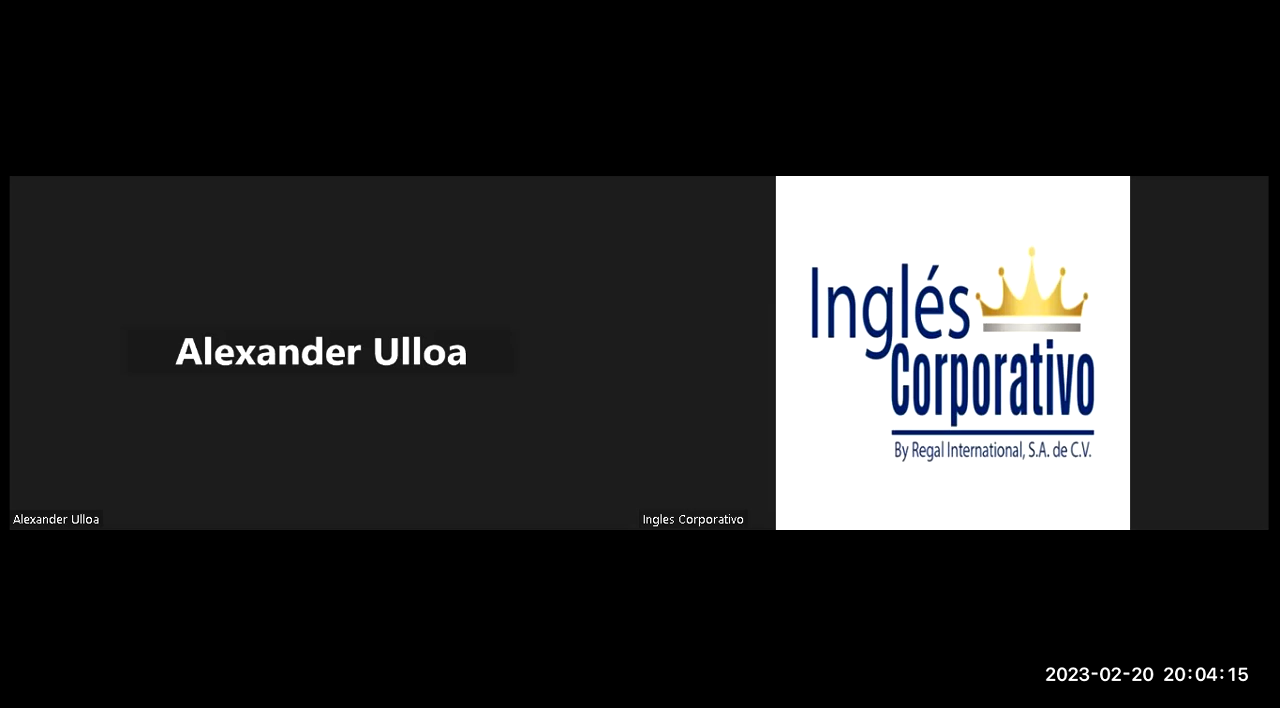 Alexander Ulloa
Alexander Ulloa
Inglés
Corporativo
By Regal International, S.A. de C.V.
Ingles Corporativo
2023-02-20 20:04:15